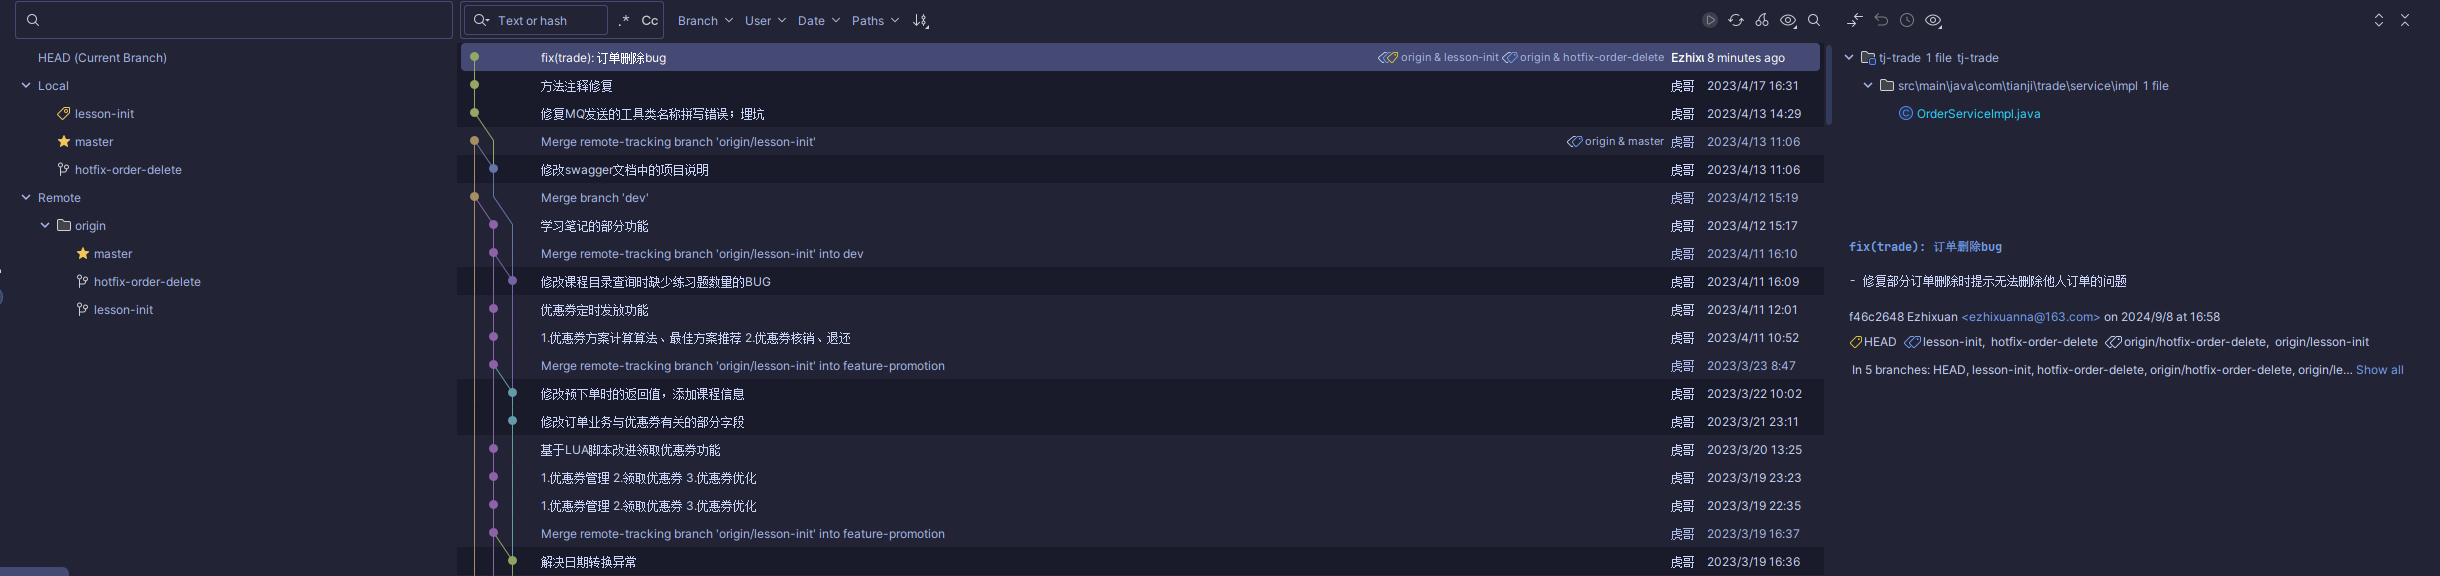 Text or hash .* Cc Branch User Date Paths
HEAD (Current Branch)
Local
lesson-init
master
hotfix-order-delete
Remote
origin
master
hotfix-order-delete
lesson-init
fix(trade): 订单删除bug origin & lesson-init origin & hotfix-order-delete Ezhixu 8 minutes ago
方法注释修复 虎哥 2023/4/17 16:31
修复MQ发送的工具类名称拼写错误；埋坑 虎哥 2023/4/13 14:29
Merge remote-tracking branch 'origin/lesson-init' origin & master 虎哥 2023/4/13 11:06
修改swagger文档中的项目说明 虎哥 2023/4/13 11:06
Merge branch 'dev' 虎哥 2023/4/12 15:19
学习笔记的部分功能 虎哥 2023/4/12 15:17
Merge remote-tracking branch 'origin/lesson-init' into dev 虎哥 2023/4/11 16:10
修改课程目录查询时缺少练习题数量的BUG 虎哥 2023/4/11 16:09
优惠券定时发放功能 虎哥 2023/4/11 12:01
1.优惠券方案计算算法、最佳方案推荐 2.优惠券核销、退还 虎哥 2023/4/11 10:52
Merge remote-tracking branch 'origin/lesson-init' into feature-promotion 虎哥 2023/3/23 8:47
修改预下单时的返回值，添加课程信息 虎哥 2023/3/22 10:02
修改订单业务与优惠券有关的部分字段 虎哥 2023/3/21 23:11
基于LUA脚本改进领取优惠券功能 虎哥 2023/3/20 13:25
1.优惠券管理 2.领取优惠券 3.优惠券优化 虎哥 2023/3/19 23:23
1.优惠券管理 2.领取优惠券 3.优惠券优化 虎哥 2023/3/19 22:35
Merge remote-tracking branch 'origin/lesson-init' into feature-promotion 虎哥 2023/3/19 16:37
解决日期转换异常 虎哥 2023/3/19 16:36
tj-trade 1 file tj-trade
src\main\java\com\tianji\trade\service\impl 1 file
OrderServiceImpl.java
fix(trade): 订单删除bug
- 修复部分订单删除时提示无法删除他人订单的问题
f46c2648 Ezhixuan <ezhixuanna@163.com> on 2024/9/8 at 16:58
HEAD lesson-init, hotfix-order-delete origin/hotfix-order-delete, origin/lesson-init
In 5 branches: HEAD, lesson-init, hotfix-order-delete, origin/hotfix-order-delete, origin/le... Show all